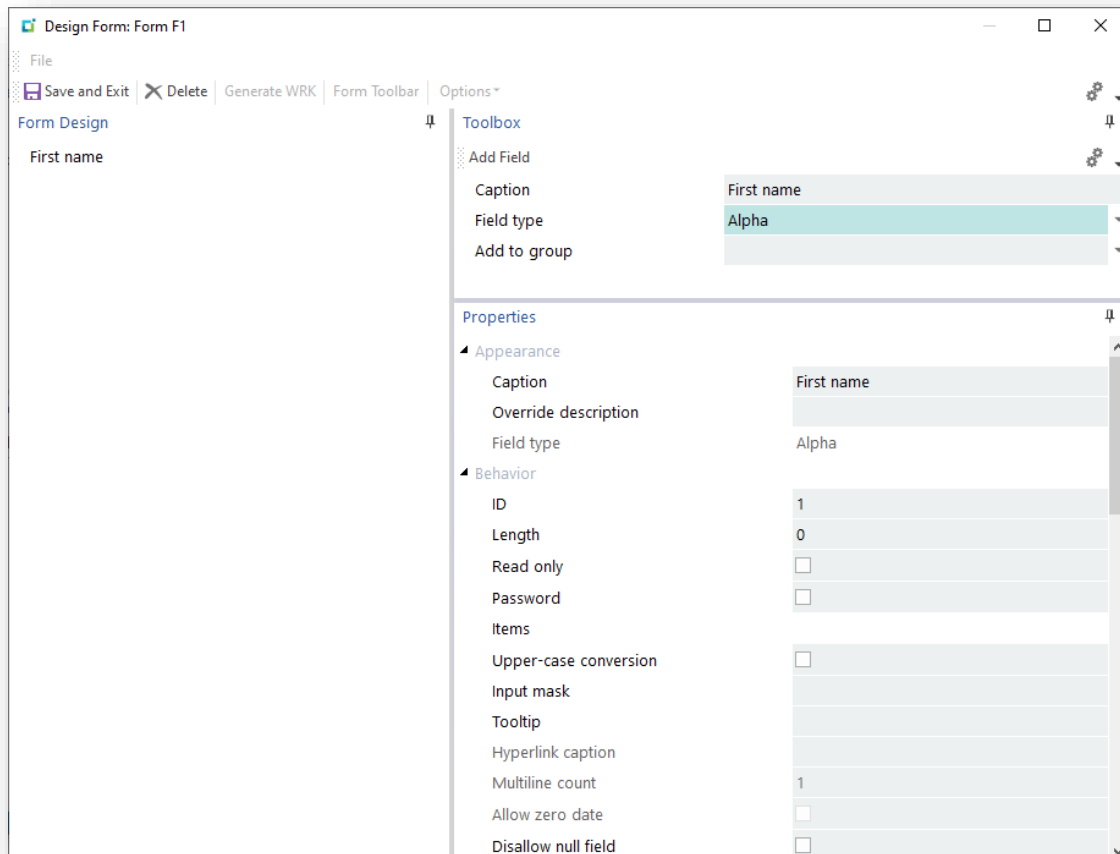 Design Form: Form F1
File
Save and Exit Delete Generate WRK Form Toolbar Options
Form Design
First name
Toolbox
Add Field
Caption First name
Field type Alpha
Add to group
Properties
Appearance
Caption First name
Override description
Field type Alpha
Behavior
ID 1
Length 0
Read only
Password
Items
Upper-case conversion
Input mask
Tooltip
Hyperlink caption
Multiline count 1
Allow zero date
Disallow null field